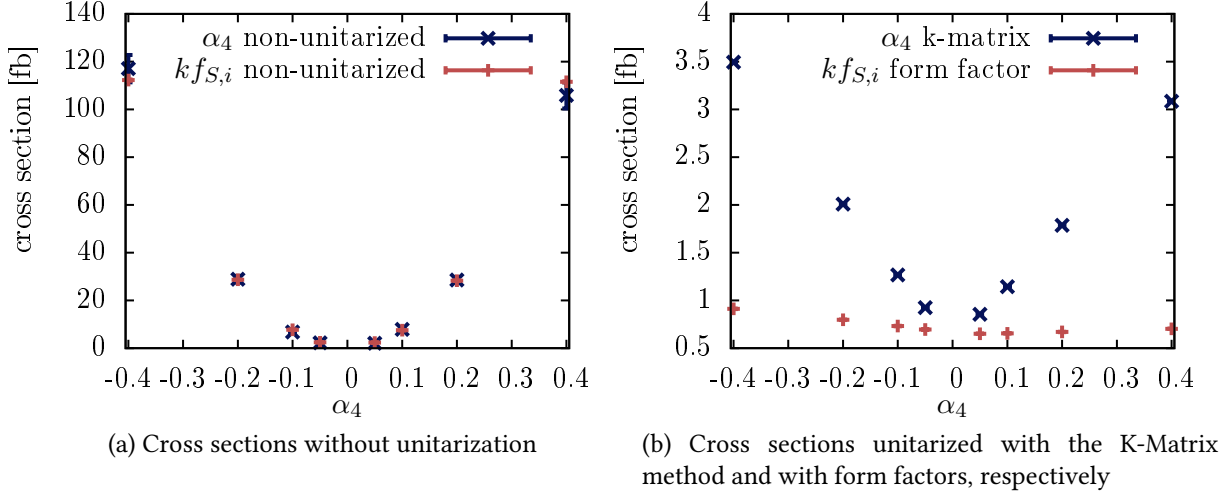 cross section [fb]
140
120
100
80
60
40
20
0
α4 non-unitarized
kfS,i non-unitarized
-0.4 -0.3 -0.2 -0.1 0 0.1 0.2 0.3 0.4
α4
(a) Cross sections without unitarization
cross section [fb]
4
3.5
3
2.5
2
1.5
1
0.5
α4 k-matrix
kfS,i form factor
-0.4 -0.3 -0.2 -0.1 0 0.1 0.2 0.3 0.4
α4
(b) Cross sections unitarized with the K-Matrix
method and with form factors, respectively